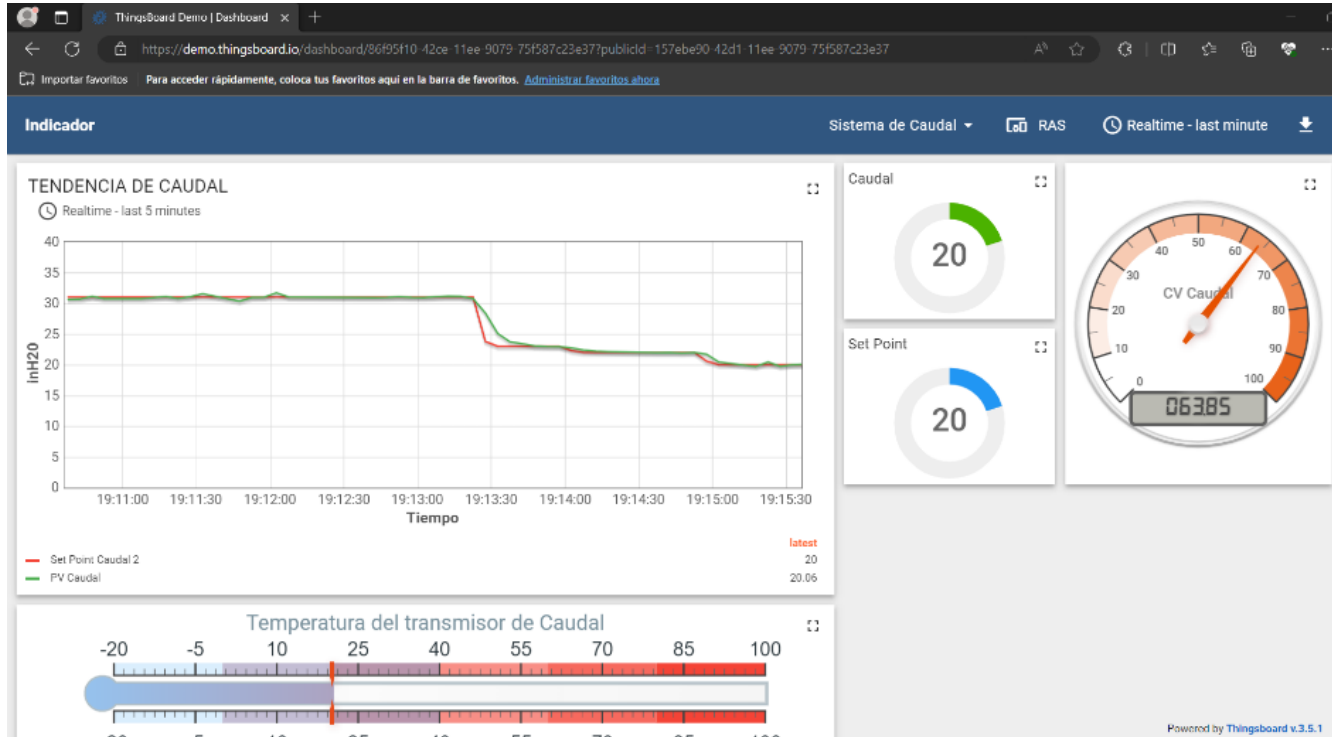 ThingsBoard Demo | Dashboard
https://demo.thingsboard.io/dashboard/86f95f10-42ce-11ee-9079-75f587c23e37?publicId=157ebe90-42d1-11ee-9079-75f587c23e37
Importar favoritos Para acceder rápidamente, coloca tus favoritos aquí en la barra de favoritos. Administrar favoritos ahora
Indicador Sistema de Caudal RAS Realtime - last minute
TENDENCIA DE CAUDAL
Realtime - last 5 minutes
40
35
30
25
20
15
10
5
0
inH20
19:11:00 19:11:30 19:12:00 19:12:30 19:13:00 19:13:30 19:14:00 19:14:30 19:15:00 19:15:30
Tiempo
latest
Set Point Caudal 2 20
PV Caudal 20.06
Caudal
20
Set Point
20
0 10 20 30 40 50 60 70 80 90 100
CV Caudal
063.85
Temperatura del transmisor de Caudal
-20 -5 10 25 40 55 70 85 100
Powered by Thingsboard v.3.5.1